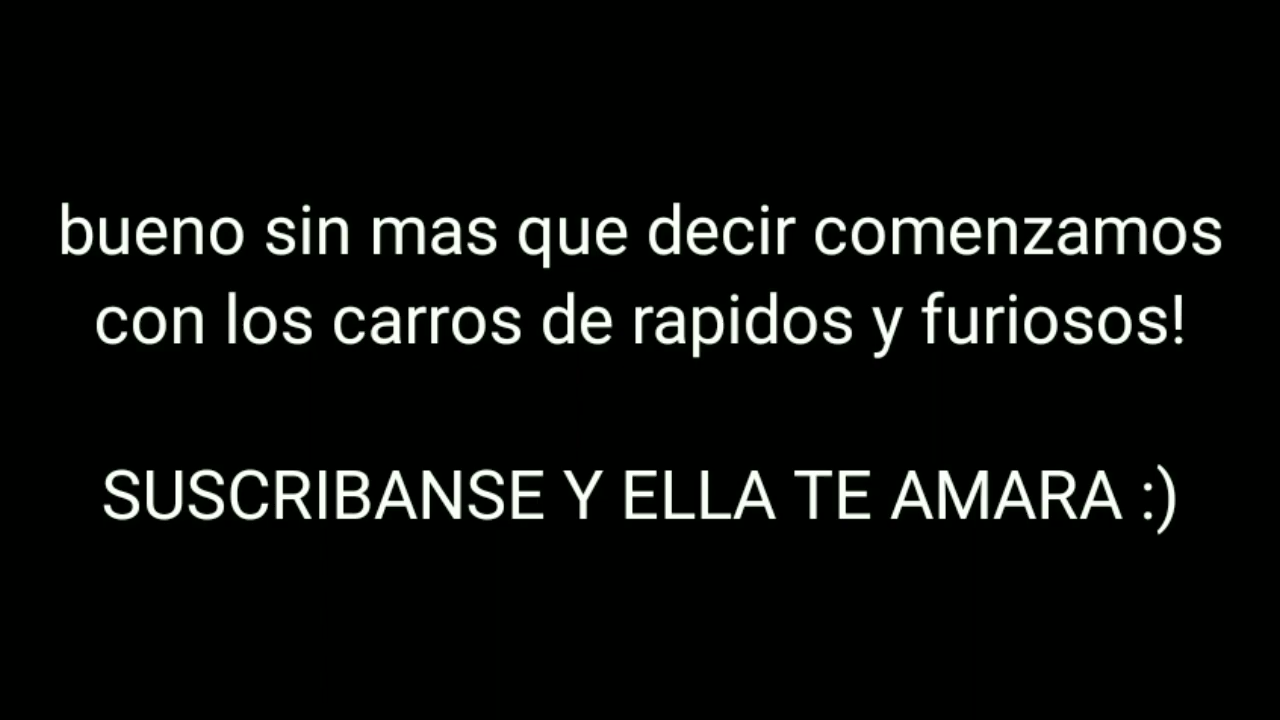 bueno sin mas que decir comenzamos
con los carros de rapidos y furiosos!
SUSCRIBANSE Y ELLA TE AMARA :)